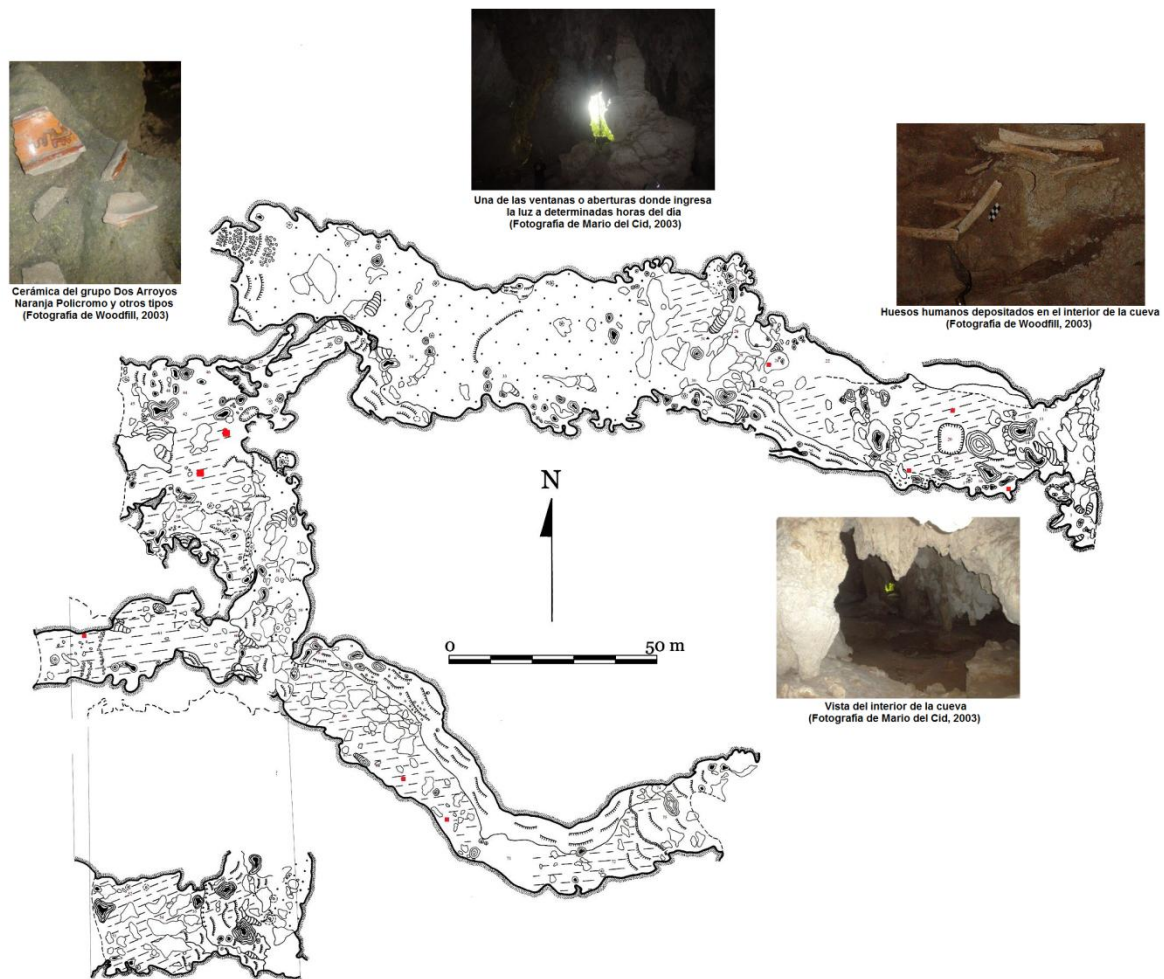 Una de las ventanas o aberturas donde ingresa
la luz a determinadas horas del día
(Fotografía de Mario del Cid, 2003)
Cerámica del grupo Dos Arroyos
Naranja Policromo y otros tipos
(Fotografía de Woodfill, 2003)
Huesos humanos depositados en el interior de la cueva
(Fotografía de Woodfill, 2003)
N
0 50 m
Vista del interior de la cueva
(Fotografía de Mario del Cid, 2003)